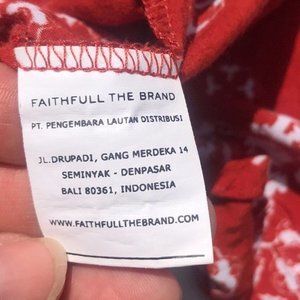 FAITHFULL THE BRAND
PT. PENGEMBARA LAUTAN DISTRIBUSI
JL.DRUPADI, GANG MERDEKA 14
SEMINYAK - DENPASAR
BALI 80361, INDONESIA
WWW.FAITHFULLTHEBRAND.COM